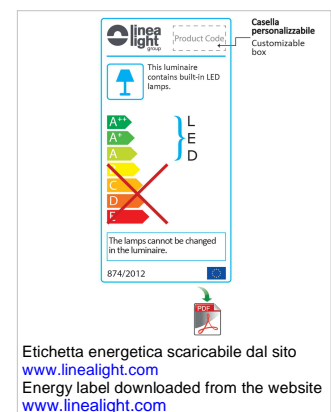 linea
light
group
Product Code
Casella
personalizzabile
Customizable
box
This luminaire
contains built-in LED
lamps.
A++
A+
A
B
C
D
E
L
E
D
The lamps cannot be changed
in the luminaire.
874/2012
PDF
Etichetta energetica scaricabile dal sito
www.linealight.com
Energy label downloaded from the website
www.linealight.com